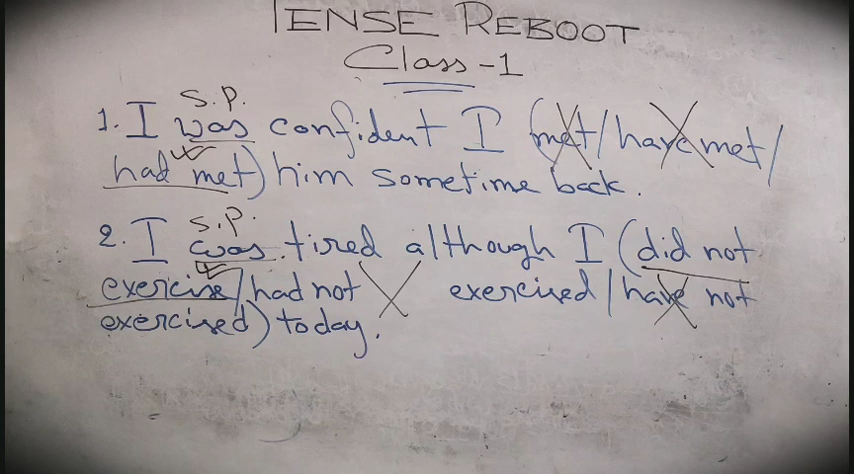 TENSE REBOOT
Class-1
S.P.
1. I was confident I (met/have met/
had met) him sometime back.
S.P.
2. I was tired although I (did not
exercise/had not exercised/have not
exercised) today.